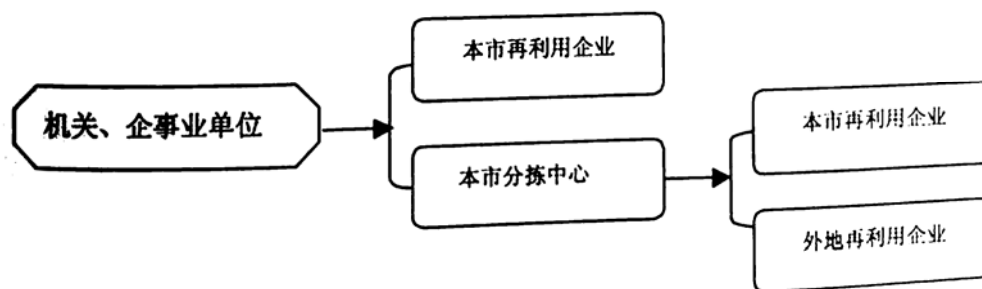 本市再利用企业
机关、企事业单位
本市再利用企业
本市分拣中心
外地再利用企业